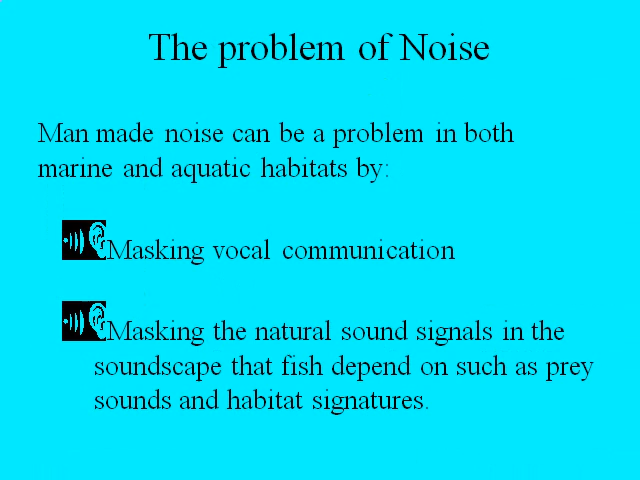 The problem of Noise
Man made noise can be a problem in both
marine and aquatic habitats by:
Masking vocal communication
Masking the natural sound signals in the
soundscape that fish depend on such as prey
sounds and habitat signatures.